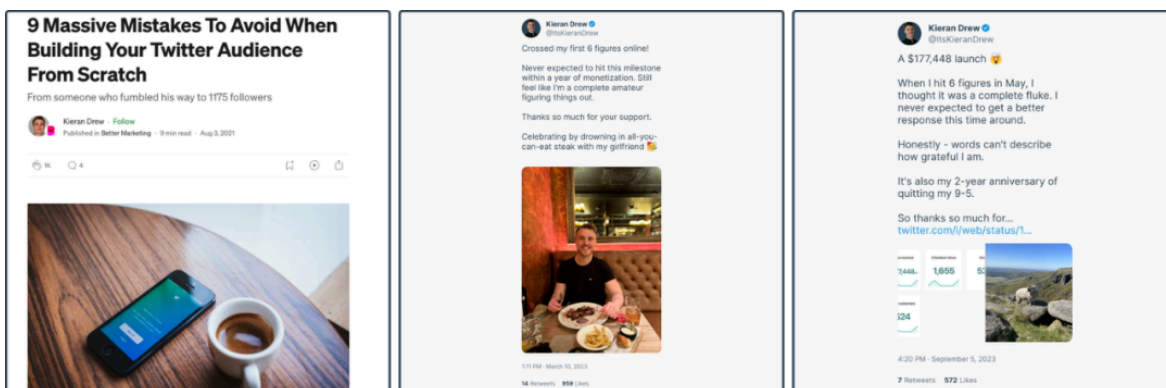 9 Massive Mistakes To Avoid When
Building Your Twitter Audience
From Scratch
From someone who fumbled his way to 1175 followers
Kieran Drew · Follow
Published in Better Marketing · 9 min read · Aug 3, 2021
1K
4
Kieran Drew
@ItsKieranDrew
Crossed my first 6 figures online!
Never expected to hit this milestone
within a year of monetization. Still
feel like I'm a complete amateur
figuring things out.
Thanks so much for your support.
Celebrating by drowning in all-you-
can-eat steak with my girlfriend 🥳
1:11 PM · March 10, 2023
14 Retweets 959 Likes
Kieran Drew
@ItsKieranDrew
A $177,448 launch 🤯
When I hit 6 figures in May, I
thought it was a complete fluke. I
never expected to get a better
response this time around.
Honestly - words can't describe
how grateful I am.
It's also my 2-year anniversary of
quitting my 9-5.
So thanks so much for...
twitter.com/i/web/status/1...
1,655
4:20 PM · September 5, 2023
7 Retweets 572 Likes